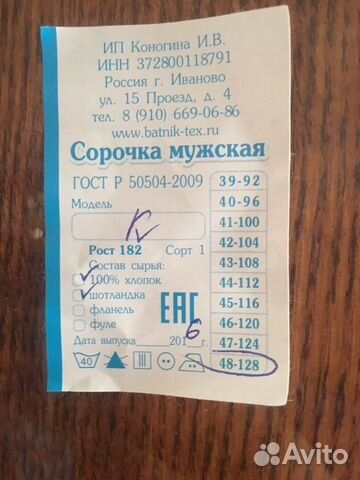 ИП Коногина И.В.
ИНН 372800118791
Россия г. Иваново
ул. 15 Проезд, д. 4
тел. 8 (910) 669-06-86
www.batnik-tex.ru
Сорочка мужская
ГОСТ Р 50504-2009
Модель
Рост 182 Сорт 1
Состав сырья:
100% хлопок
шотландка
фланель
фуле
EAC
Дата выпуска 2016 г.
40
39-92
40-96
41-100
42-104
43-108
44-112
45-116
46-120
47-124
48-128
Avito